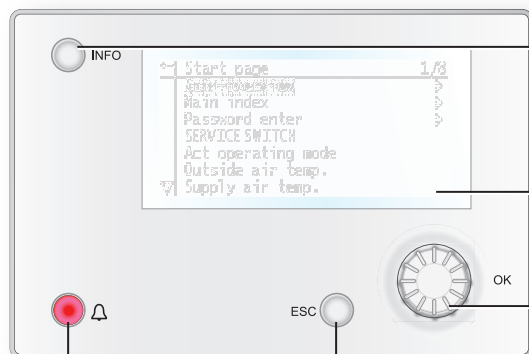 INFO
Start page 1/8
Main index
Password enter
SERVICE SWITCH
Act operating mode
Outside air temp.
Supply air temp.
OK
ESC